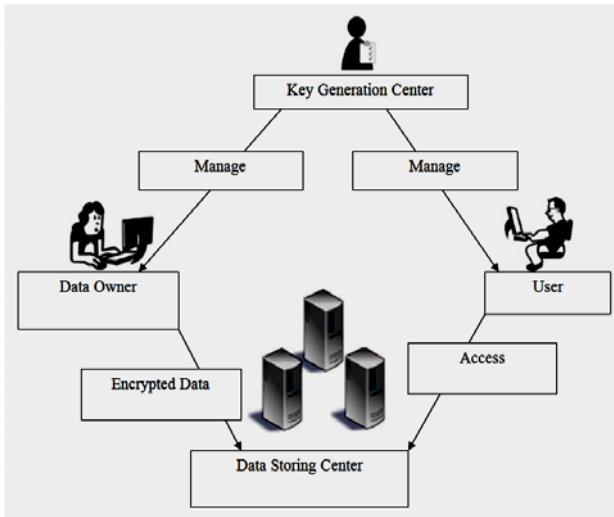 Key Generation Center
Manage
Manage
Data Owner
User
Encrypted Data
Access
Data Storing Center